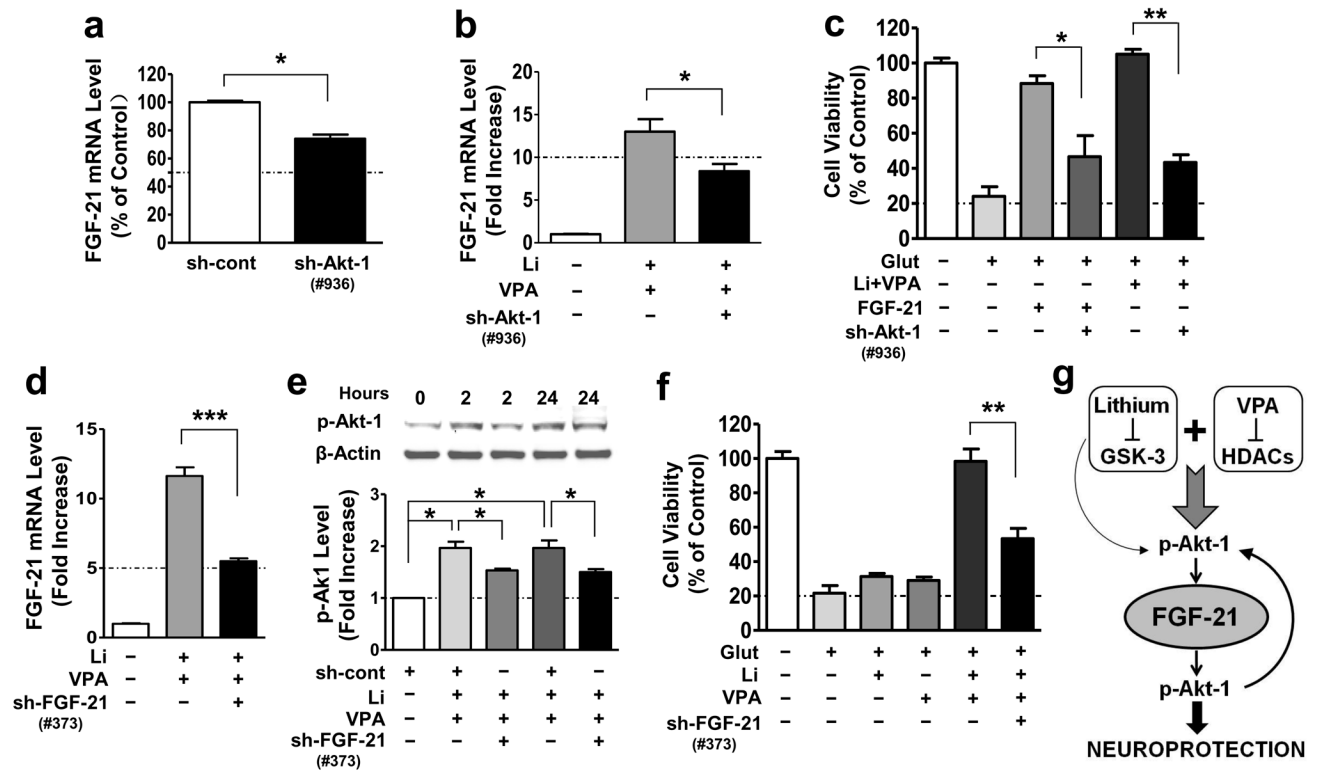 a
FGF-21 mRNA Level
(% of Control)
120
100
80
60
40
20
0
*
sh-cont
sh-Akt-1
(#936)
b
FGF-21 mRNA Level
(Fold Increase)
20
15
10
5
0
*
Li − + +
VPA − + +
sh-Akt-1 − − +
(#936)
c
Cell Viability
(% of Control)
120
100
80
60
40
20
0
*
**
Glut − + + + + +
Li+VPA − − − − + +
FGF-21 − − + + − −
sh-Akt-1 − − − + − +
(#936)
d
FGF-21 mRNA Level
(Fold Increase)
15
10
5
0
***
Li − + +
VPA − + +
sh-FGF-21 − − +
(#373)
e
Hours 0 2 2 24 24
p-Akt-1
β-Actin
p-Ak1 Level
(Fold Increase)
3
2
1
0
*
* * *
sh-cont + + − + −
Li − + + + +
VPA − + + + +
sh-FGF-21 − − + − +
(#373)
f
Cell Viability
(% of Control)
120
100
80
60
40
20
0
**
Glut − + + + + +
Li − − + − + +
VPA − − − + + +
sh-FGF-21 − − − − − +
(#373)
g
Lithium
GSK-3
+
VPA
HDACs
p-Akt-1
FGF-21
p-Akt-1
NEUROPROTECTION